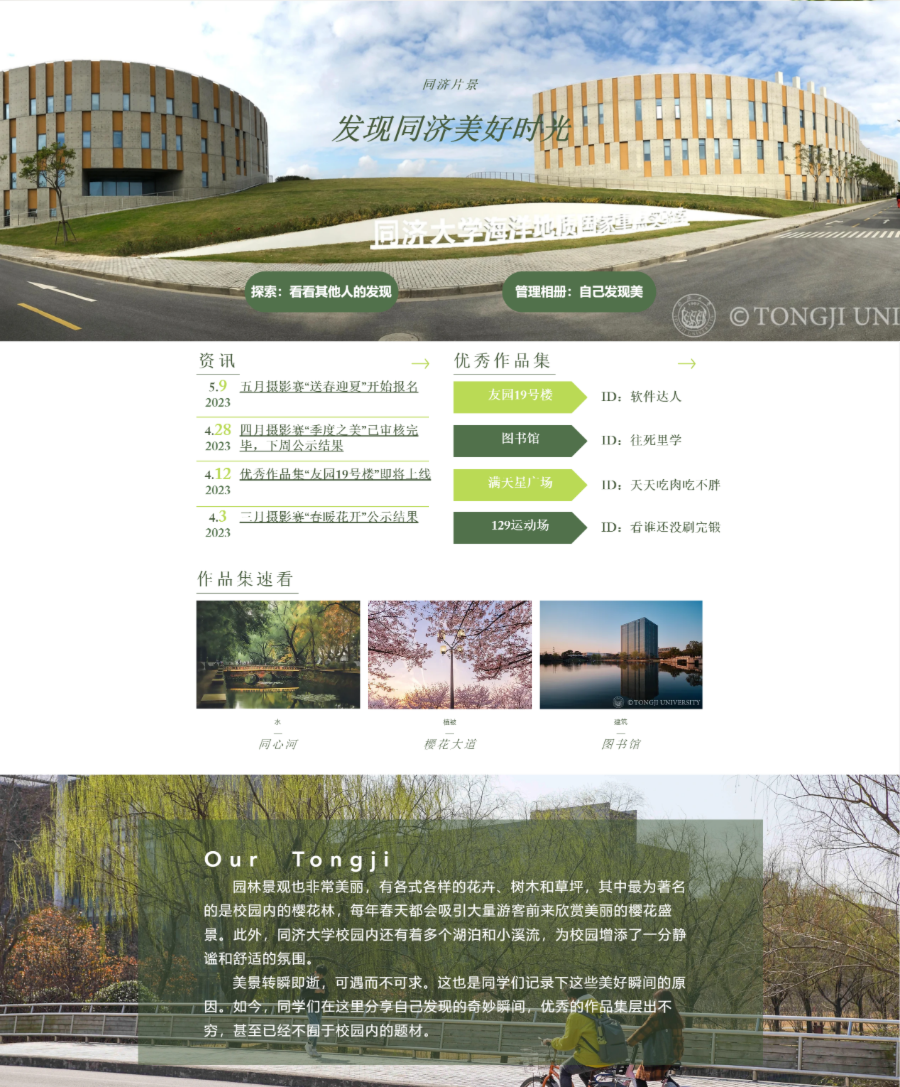 同济片景
发现同济美好时光
同济大学海洋地质国家重点实验室
探索：看看其他人的发现
管理相册：自己发现美
© TONGJI UNI
资讯
5.9
2023
五月摄影赛“送春迎夏”开始报名
4.28
2023
四月摄影赛“季度之美”已审核完
毕，下周公示结果
4.12
2023
优秀作品集“友园19号楼”即将上线
4.3
2023
三月摄影赛“春暖花开”公示结果
优秀作品集
友园19号楼
ID：软件达人
图书馆
ID：往死里学
满天星广场
ID：天天吃肉吃不胖
129运动场
ID：看谁还没刷完锻
作品集速看
©TONGJI UNIVERSITY
水
同心河
植被
樱花大道
建筑
图书馆
Our Tongji
园林景观也非常美丽，有各式各样的花卉、树木和草坪，其中最为著名
的是校园内的樱花林，每年春天都会吸引大量游客前来欣赏美丽的樱花盛
景。此外，同济大学校园内还有着多个湖泊和小溪流，为校园增添了一分静
谧和舒适的氛围。
美景转瞬即逝，可遇而不可求。这也是同学们记录下这些美好瞬间的原
因。如今，同学们在这里分享自己发现的奇妙瞬间，优秀的作品集层出不
穷，甚至已经不囿于校园内的题材。